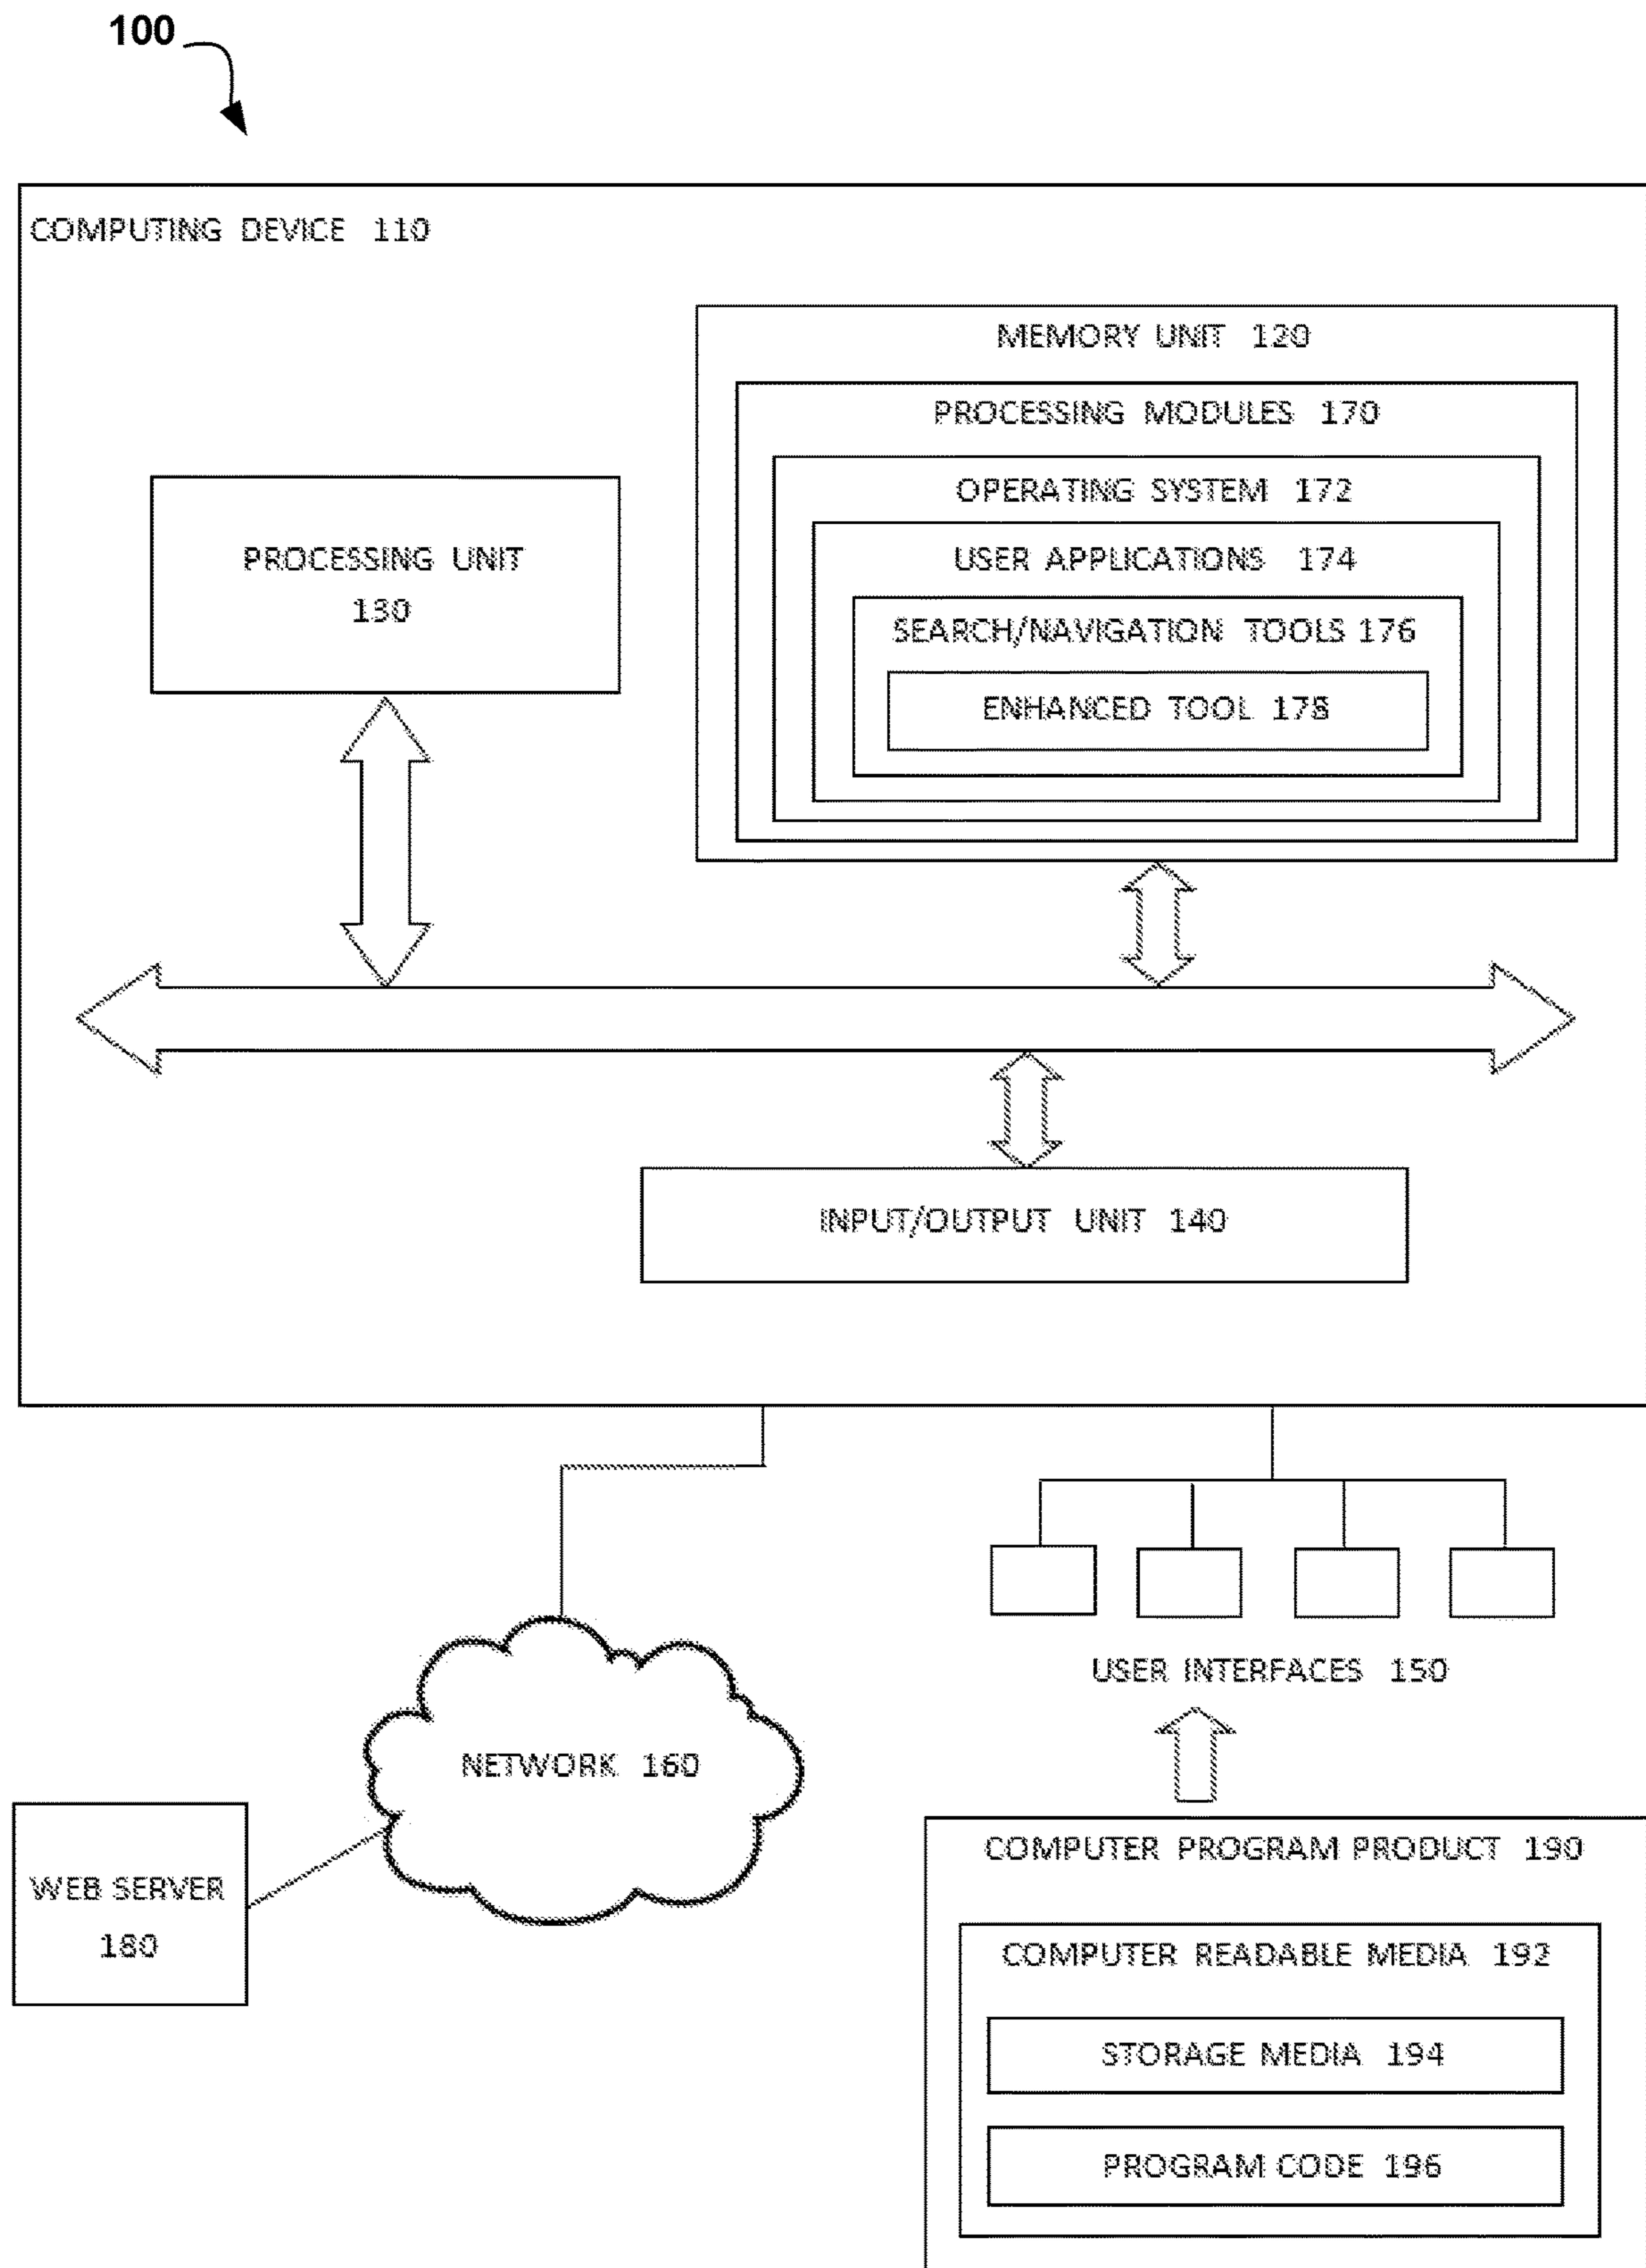 100
COMPUTING DEVICE 110
MEMORY UNIT 120
PROCESSING MODULES 170
OPERATING SYSTEM 172
USER APPLICATIONS 174
SEARCH/NAVIGATION TOOLS 176
ENHANCED TOOL 178
PROCESSING UNIT
130
INPUT/OUTPUT UNIT 140
USER INTERFACES 150
NETWORK 160
WEB SERVER
180
COMPUTER PROGRAM PRODUCT 190
COMPUTER READABLE MEDIA 192
STORAGE MEDIA 194
PROGRAM CODE 196